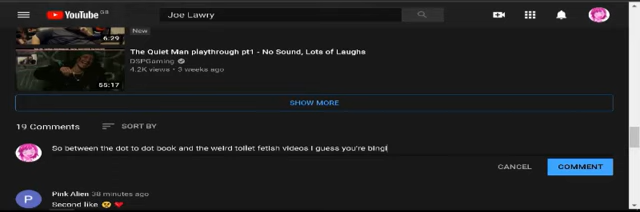 YouTube GB
Joe Lawry
New
6:29
The Quiet Man playthrough pt1 - No Sound, Lots of Laughs
DSPGaming
4.2K views • 3 weeks ago
55:17
SHOW MORE
19 Comments SORT BY
So between the dot to dot book and the weird toilet fetish videos I guess you're bingi
CANCEL COMMENT
P
Pink Alien 38 minutes ago
Second like. 😢 ❤